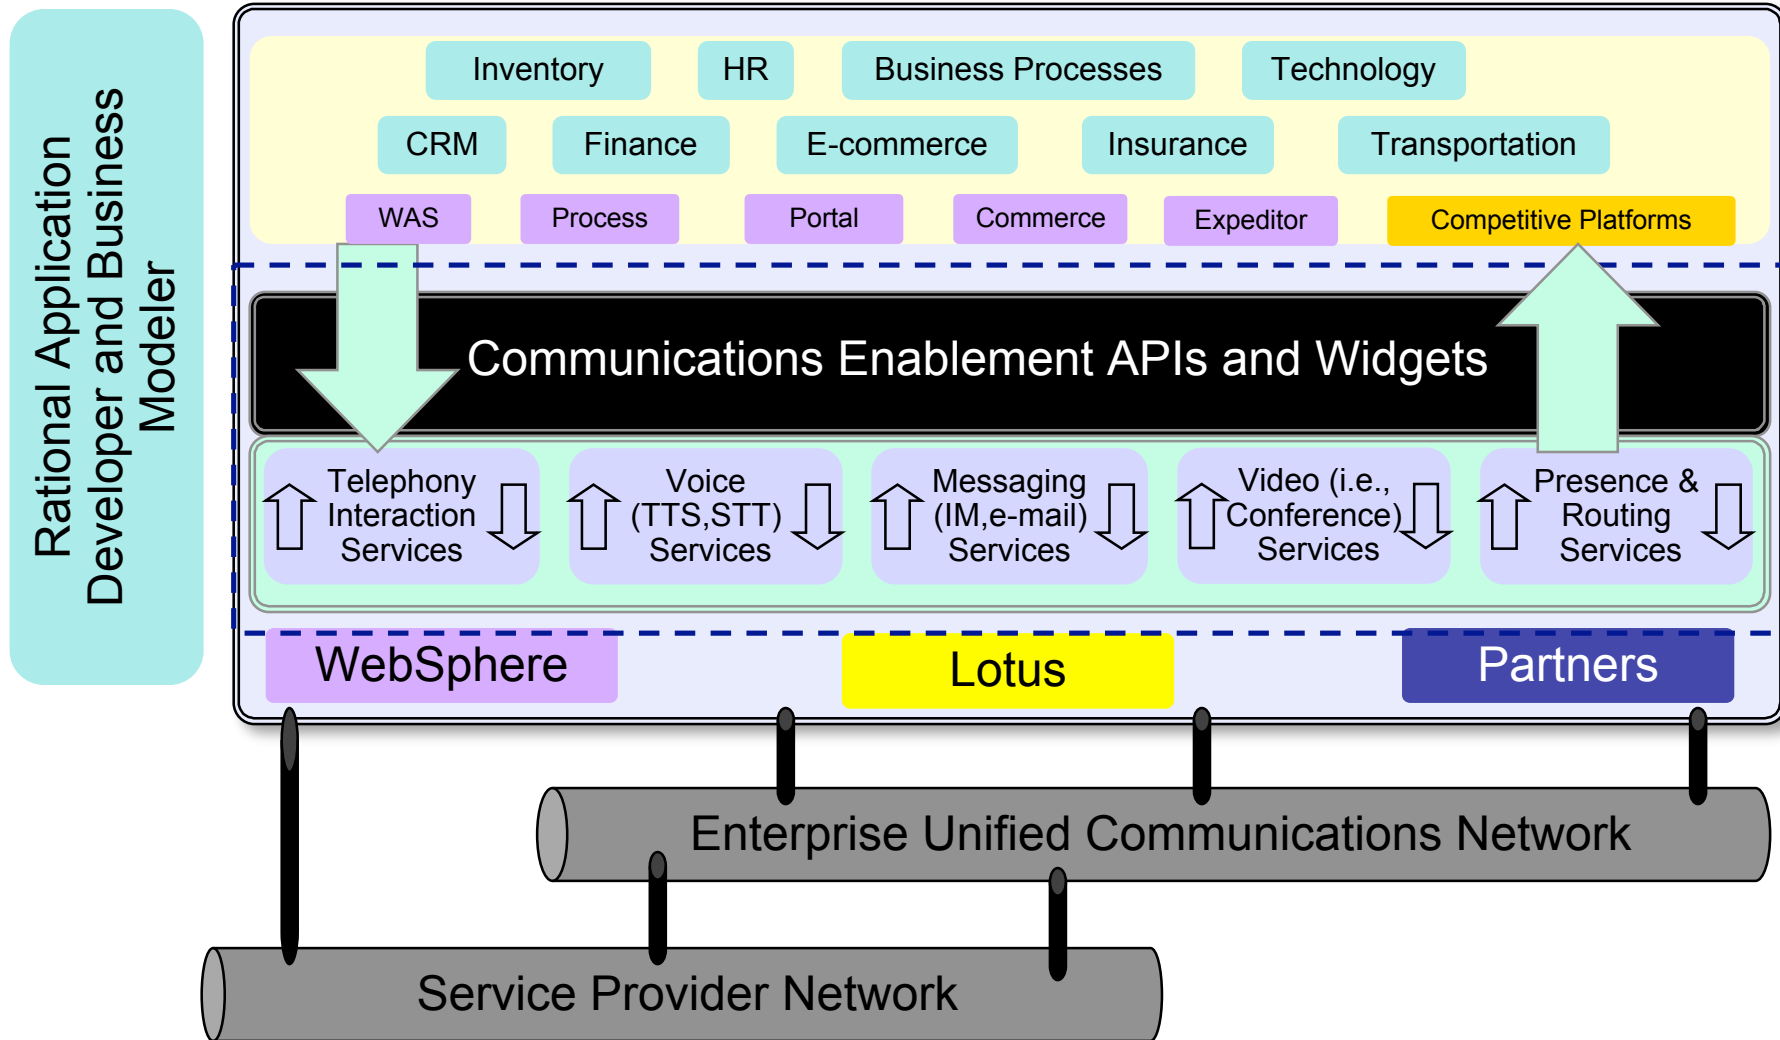 Rational Application
Developer and Business
Modeler
Inventory
HR
Business Processes
Technology
CRM
Finance
E-commerce
Insurance
Transportation
WAS
Process
Portal
Commerce
Expeditor
Competitive Platforms
Communications Enablement APIs and Widgets
Telephony
Interaction
Services
Voice
(TTS,STT)
Services
Messaging
(IM,e-mail)
Services
Video (i.e.,
Conference)
Services
Presence &
Routing
Services
WebSphere
Lotus
Partners
Enterprise Unified Communications Network
Service Provider Network